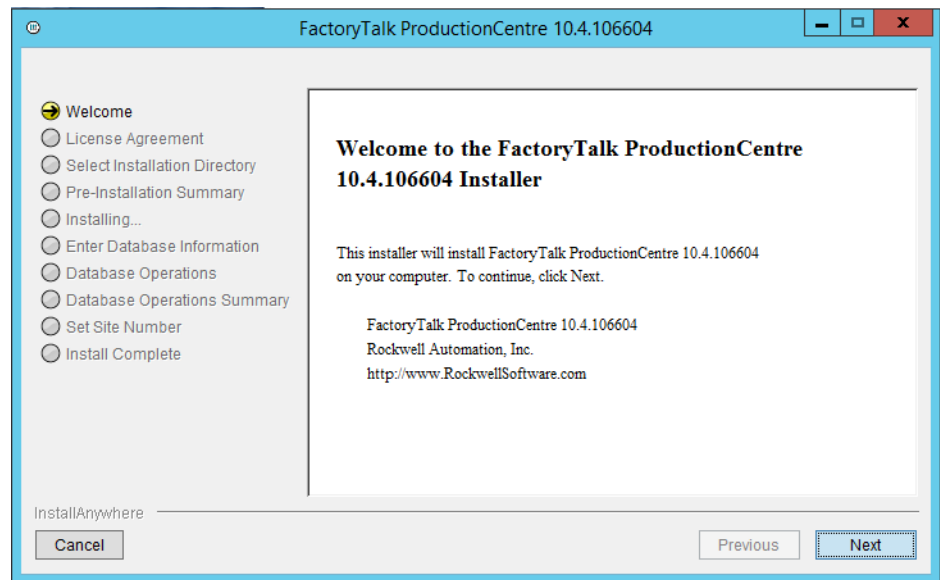 FactoryTalk ProductionCentre 10.4.106604
Welcome
License Agreement
Select Installation Directory
Pre-Installation Summary
Installing...
Enter Database Information
Database Operations
Database Operations Summary
Set Site Number
Install Complete
Welcome to the FactoryTalk ProductionCentre
10.4.106604 Installer
This installer will install FactoryTalk ProductionCentre 10.4.106604
on your computer. To continue, click Next.
FactoryTalk ProductionCentre 10.4.106604
Rockwell Automation, Inc.
http://www.RockwellSoftware.com
InstallAnywhere
Cancel
Previous
Next